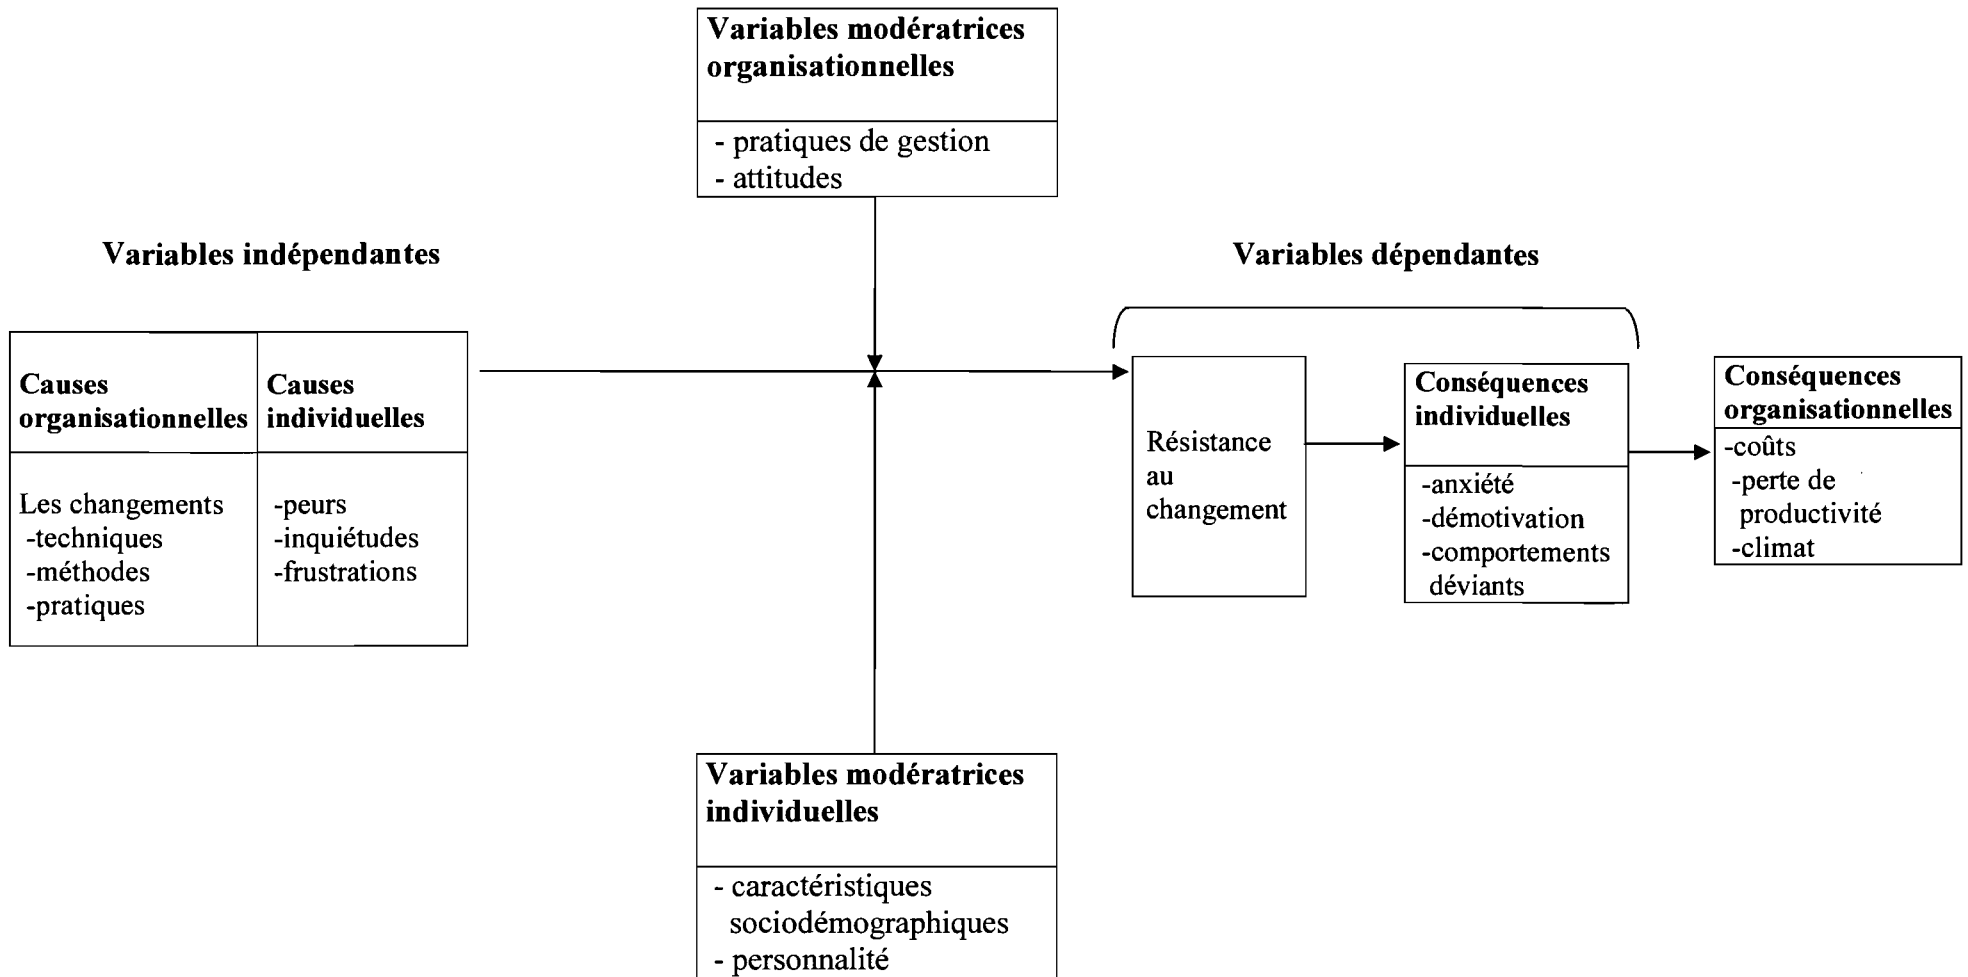 Variables modératrices
organisationnelles
- pratiques de gestion
- attitudes
Variables indépendantes
Variables dépendantes
Causes
organisationnelles
Les changements
-techniques
-méthodes
-pratiques
Causes
individuelles
-peurs
-inquiétudes
-frustrations
Résistance
au
changement
Conséquences
individuelles
-anxiété
-démotivation
-comportements
déviants
Conséquences
organisationnelles
-coûts
-perte de
productivité
-climat
Variables modératrices
individuelles
- caractéristiques
sociodémographiques
- personnalité